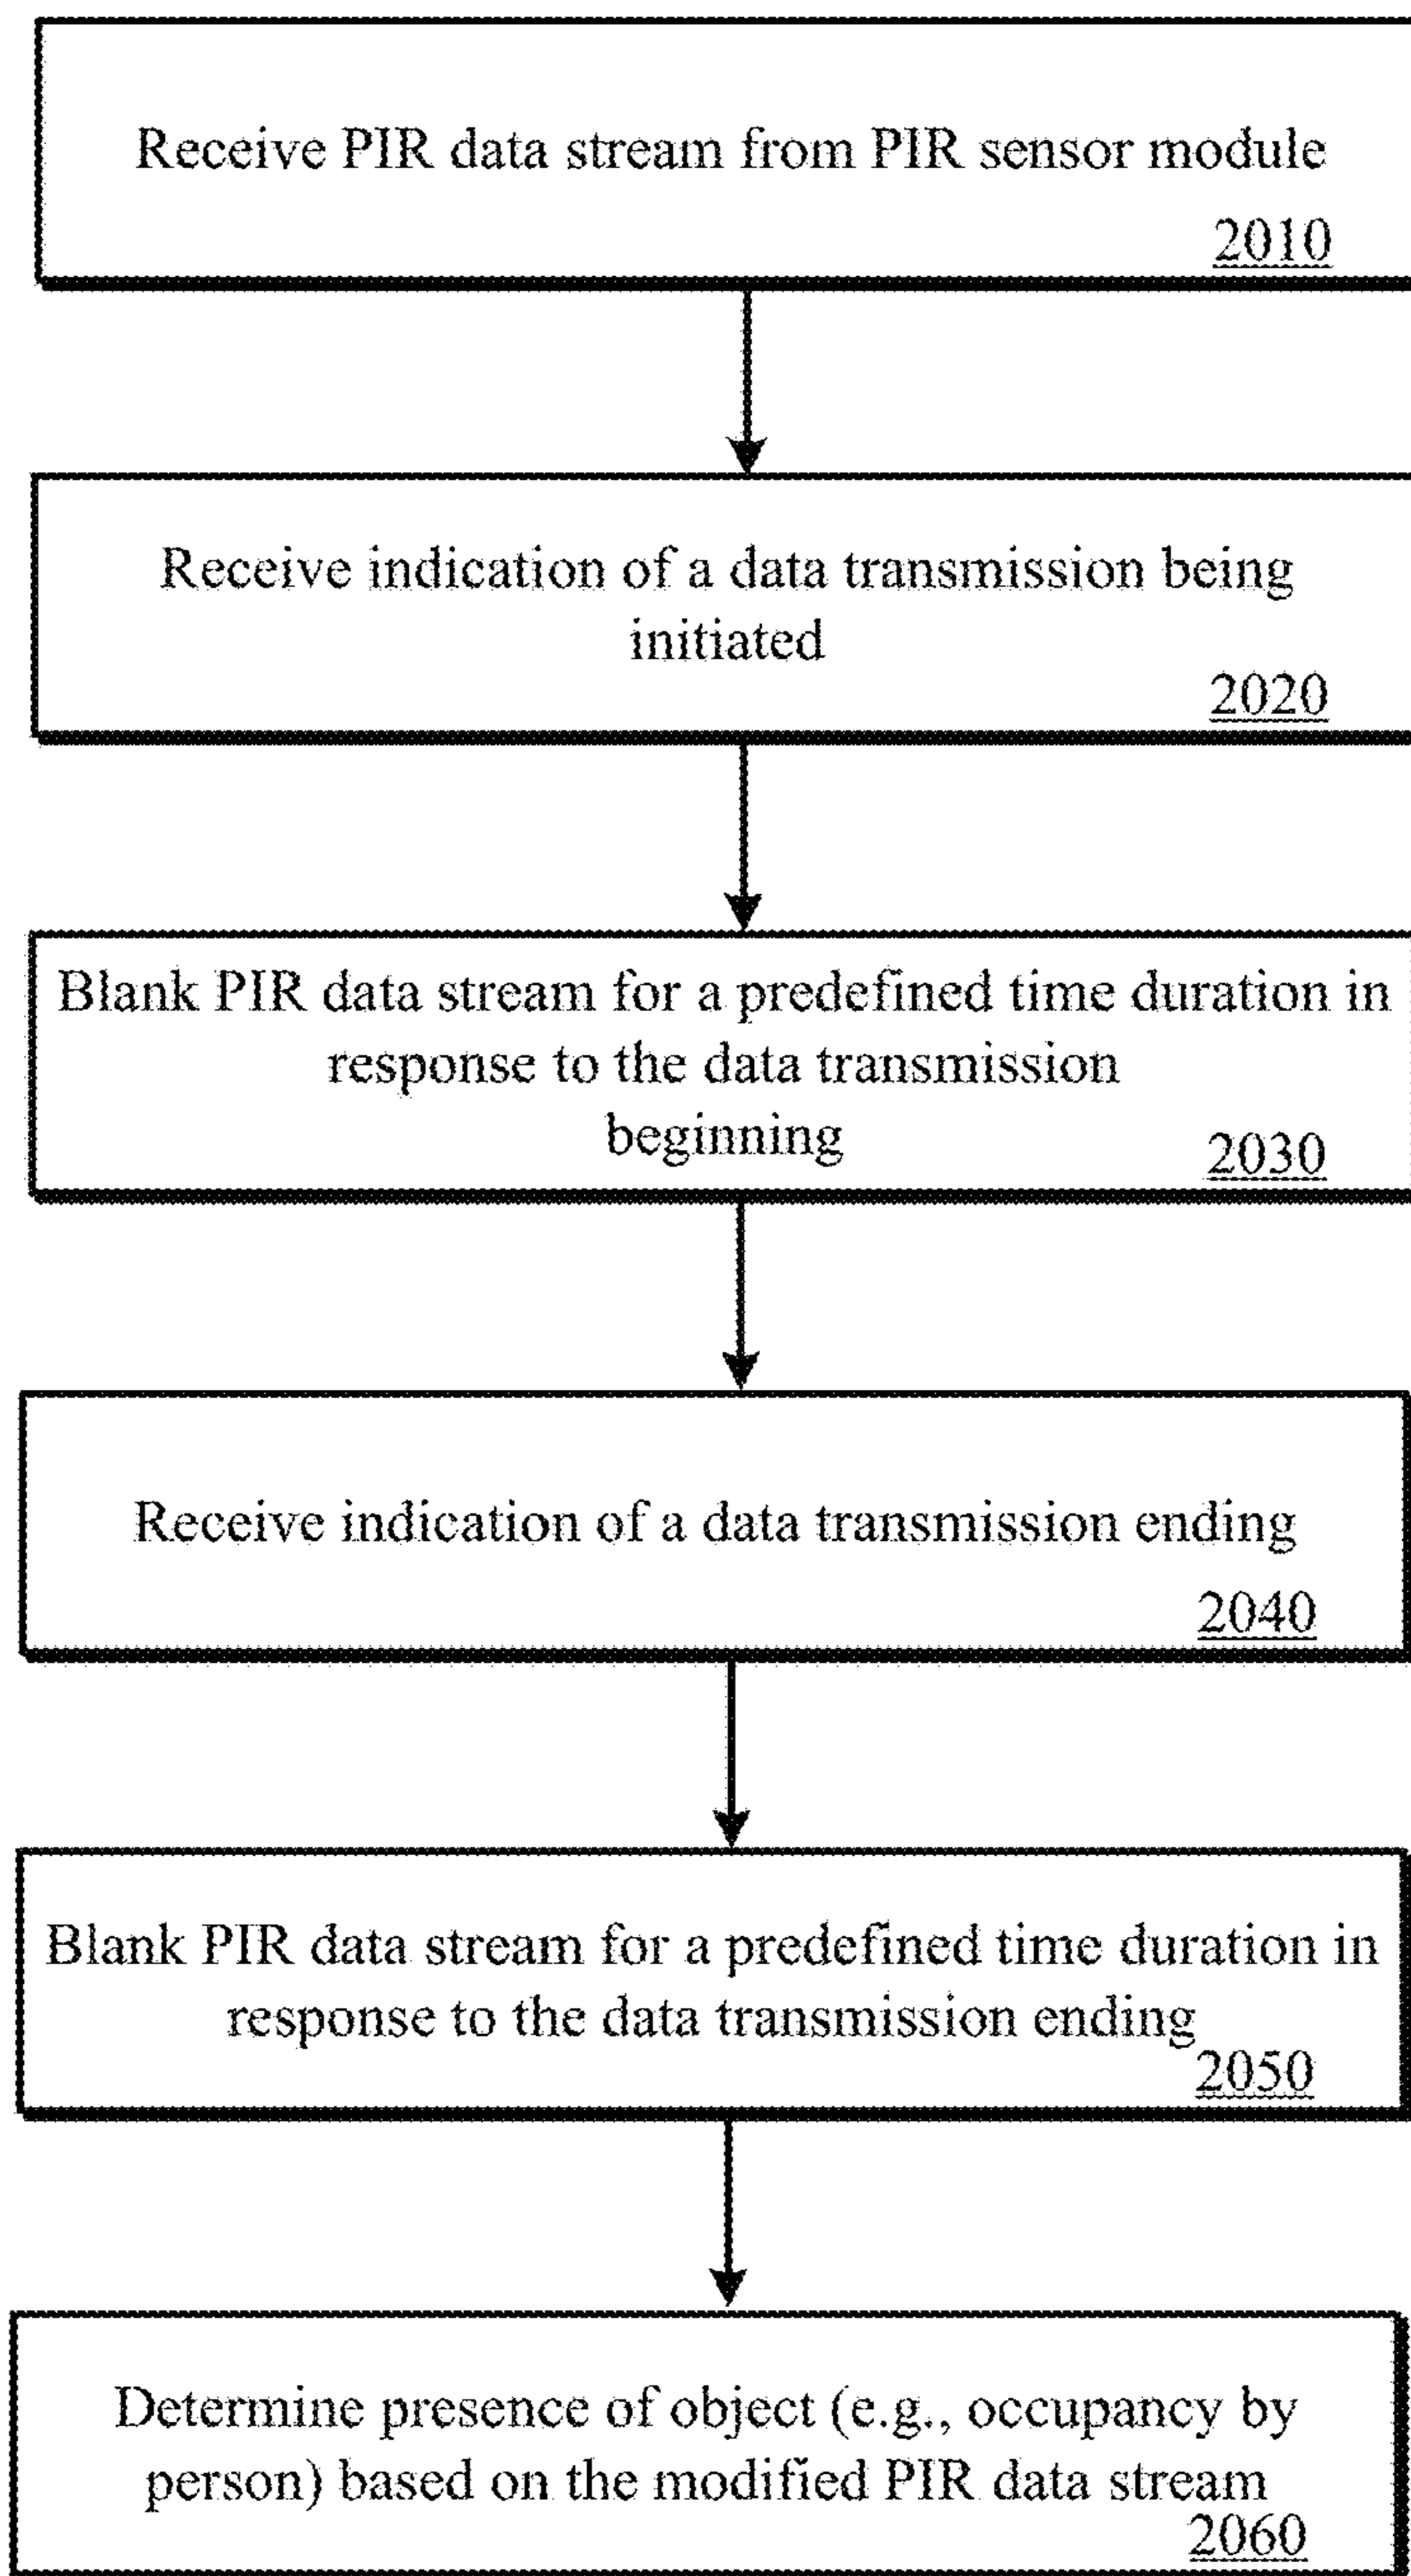 Receive PIR data stream from PIR sensor module
2010
Receive indication of a data transmission being
initiated
2020
Blank PIR data stream for a predefined time duration in
response to the data transmission
beginning
2030
Receive indication of a data transmission ending
2040
Blank PIR data stream for a predefined time duration in
response to the data transmission ending
2050
Determine presence of object (e.g., occupancy by
person) based on the modified PIR data stream
2060